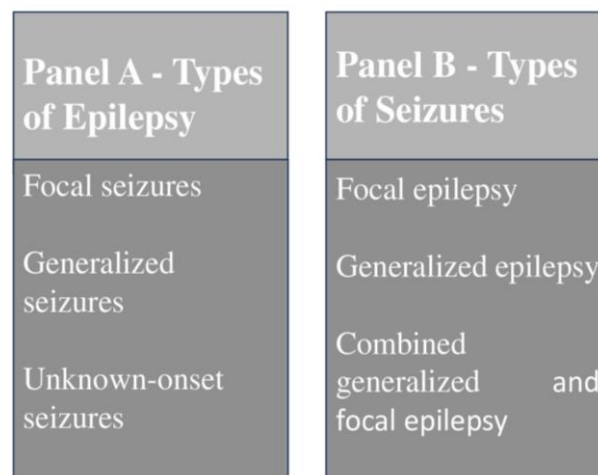 Panel A - Types
of Epilepsy
Focal seizures
Generalized
seizures
Unknown-onset
seizures
Panel B - Types
of Seizures
Focal epilepsy
Generalized epilepsy
Combined
generalized and
focal epilepsy